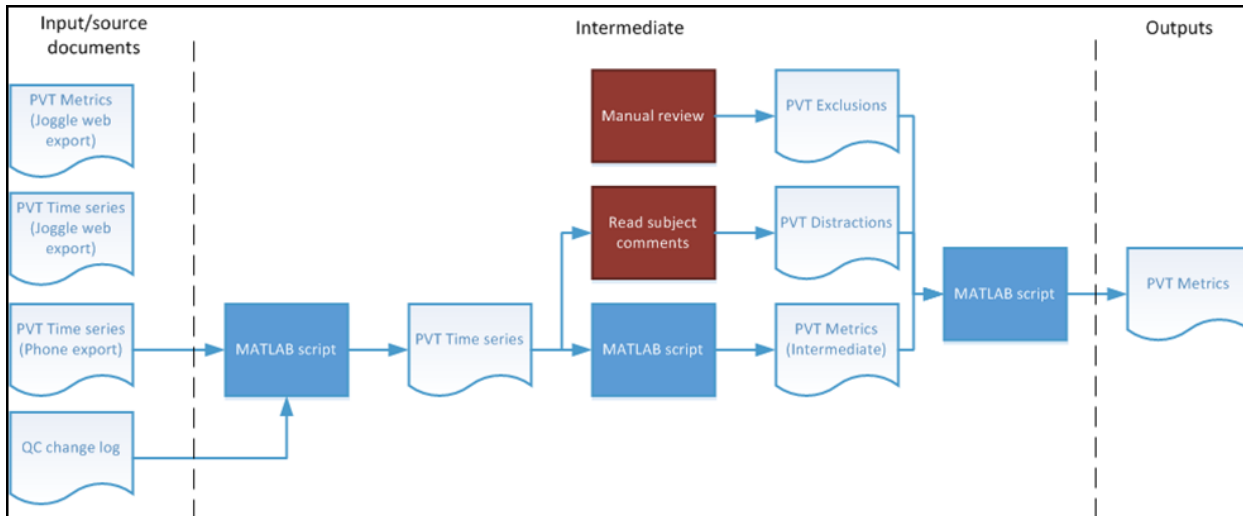 Input/source
documents
Intermediate
Outputs
PVT Metrics
(Joggle web
export)
PVT Time series
(Joggle web
export)
PVT Time series
(Phone export)
QC change log
MATLAB script
PVT Time series
Manual review
Read subject
comments
MATLAB script
PVT Exclusions
PVT Distractions
PVT Metrics
(Intermediate)
MATLAB script
PVT Metrics